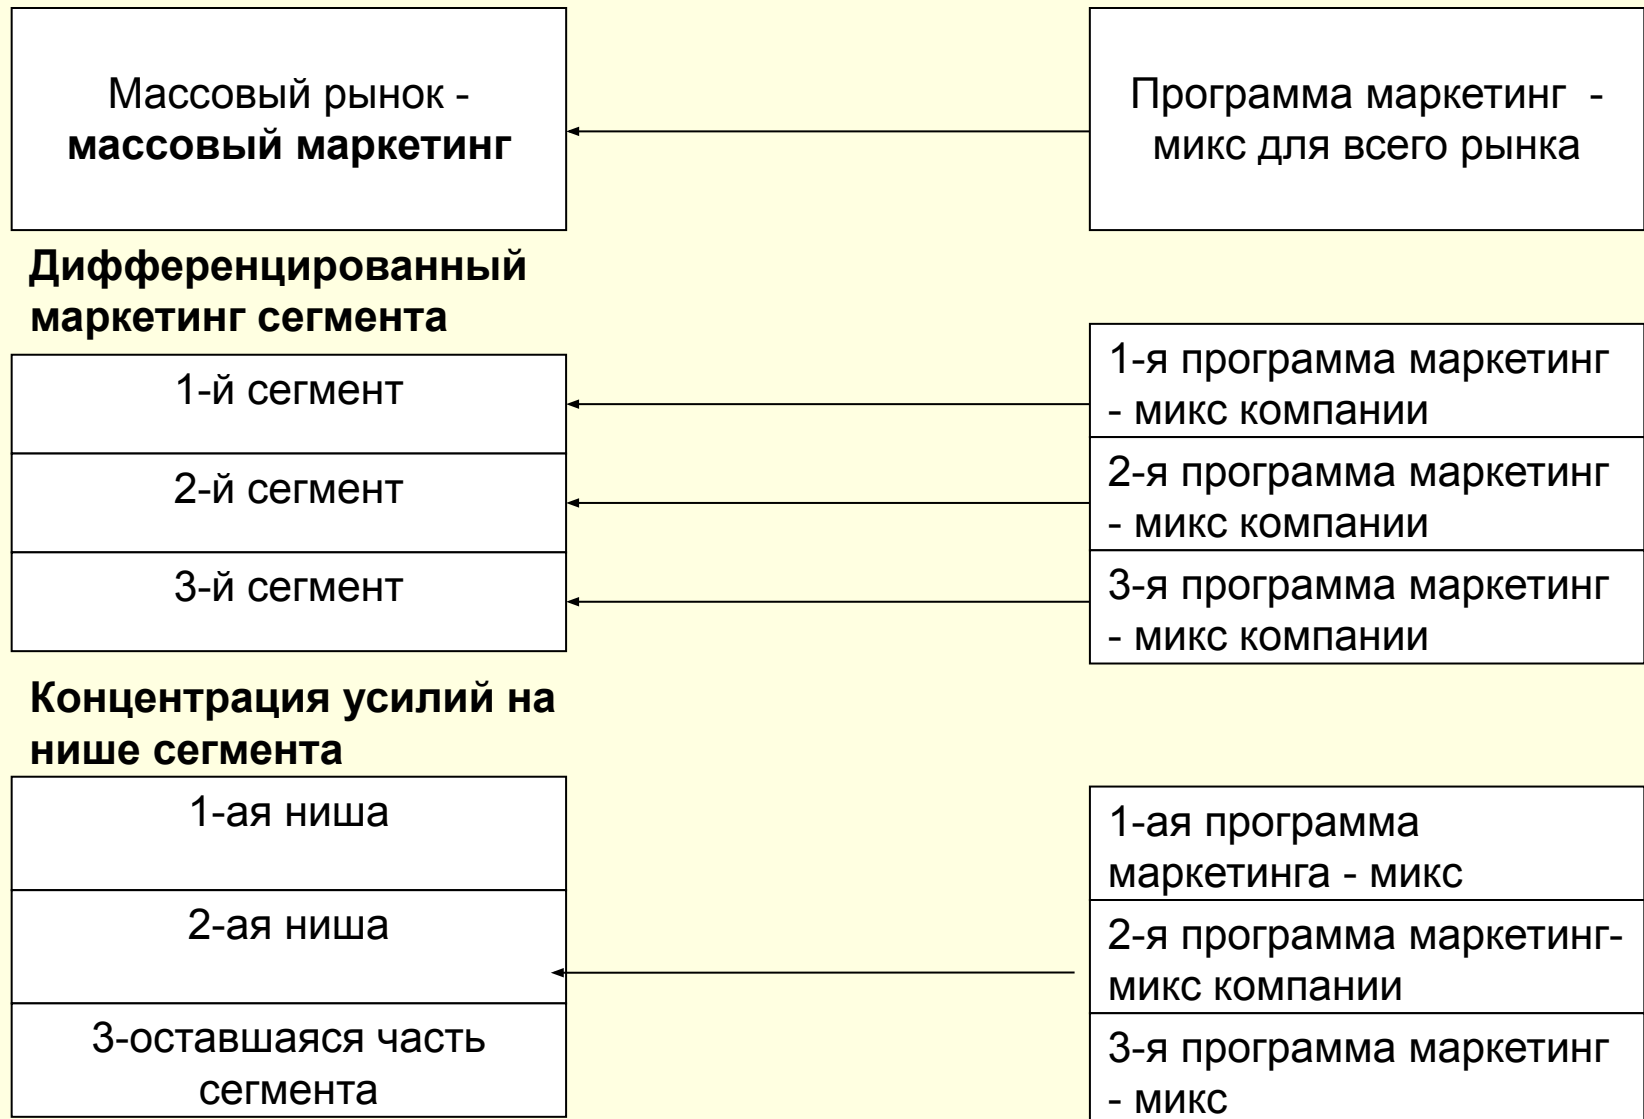 Массовый рынок -
массовый маркетинг
Программа маркетинг -
микс для всего рынка
Дифференцированный
маркетинг сегмента
1-й сегмент
1-я программа маркетинг
- микс компании
2-й сегмент
2-я программа маркетинг
- микс компании
3-й сегмент
3-я программа маркетинг
- микс компании
Концентрация усилий на
нише сегмента
1-ая ниша
1-ая программа
маркетинга - микс
2-ая ниша
2-я программа маркетинг-
микс компании
3-оставшаяся часть
сегмента
3-я программа маркетинг
- микс